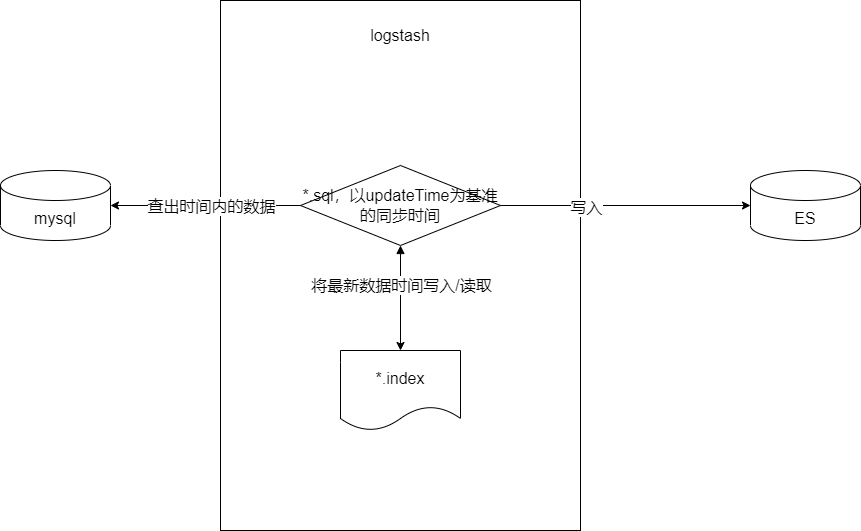 logstash
mysql
查出时间内的数据
*.sql，以updateTime为基准
的同步时间
写入
ES
将最新数据时间写入/读取
*.index